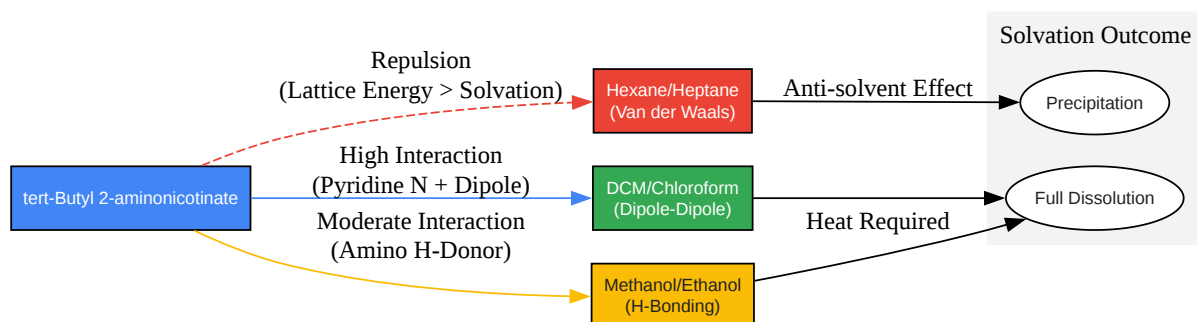 Solvation Outcome
Repulsion
(Lattice Energy > Solvation)
Hexane/Heptane
(Van der Waals)
Anti-solvent Effect
Precipitation
tert-Butyl 2-aminonicotinate
High Interaction
(Pyridine N + Dipole)
DCM/Chloroform
(Dipole-Dipole)
Full Dissolution
Moderate Interaction
(Amino H-Donor)
Heat Required
Methanol/Ethanol
(H-Bonding)